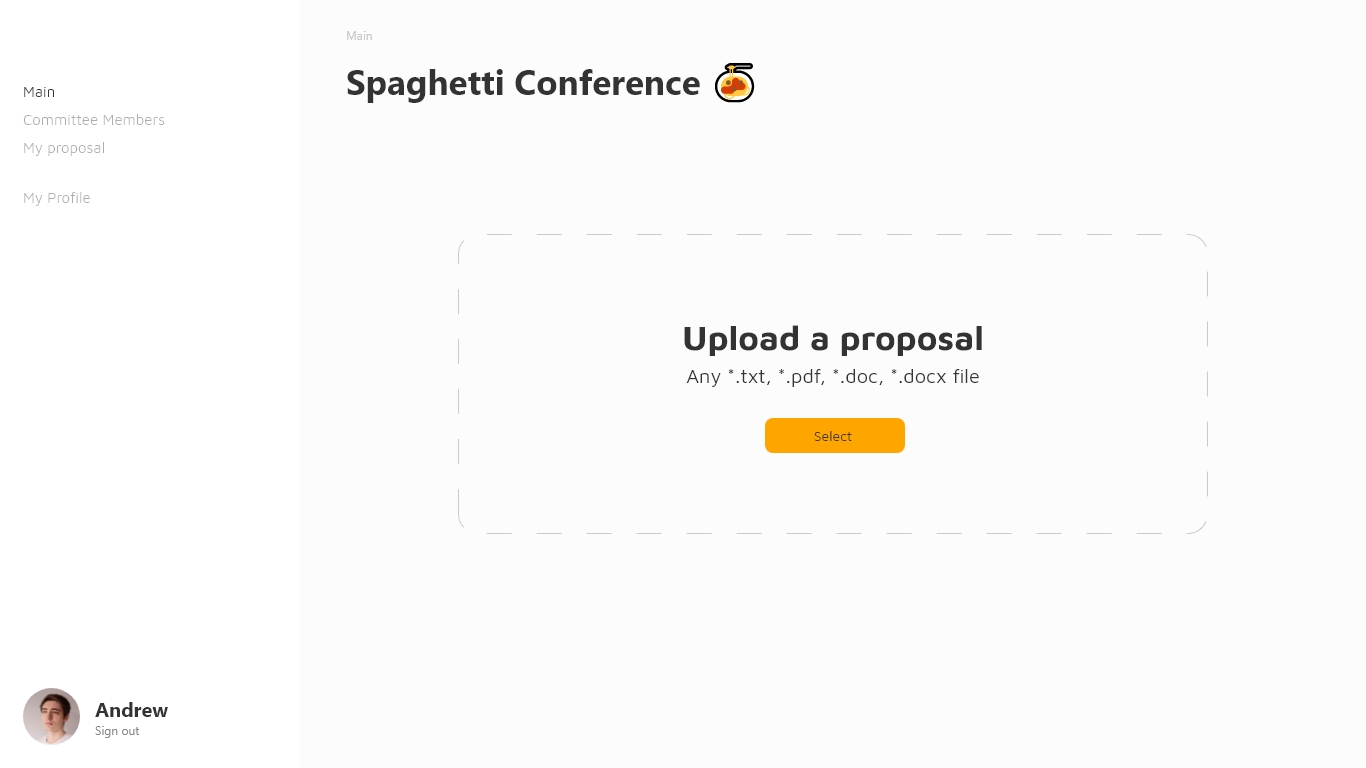 Main
Committee Members
My proposal
My Profile
Andrew
Sign out
Main
Spaghetti Conference
Upload a proposal
Any *.txt, *.pdf, *.doc, *.docx file
Select